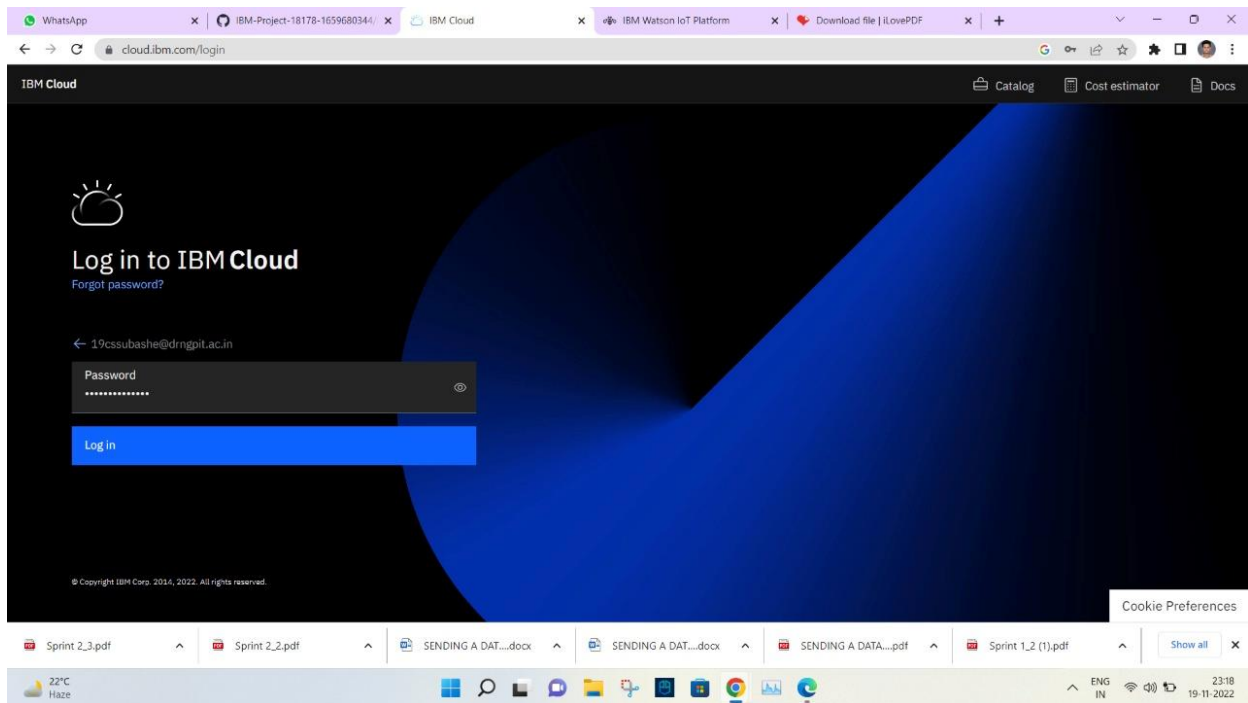 WhatsApp IBM-Project-18178-1659680344/ IBM Cloud IBM Watson IoT Platform Download file | iLovePDF
cloud.ibm.com/login
IBM Cloud Catalog Cost estimator Docs
Log in to IBM Cloud
Forgot password?
19cssubashe@drngpit.ac.in
Password
••••••••••••••
Log in
© Copyright IBM Corp. 2014, 2022. All rights reserved.
Cookie Preferences
Sprint 2_3.pdf Sprint 2_2.pdf SENDING A DAT....docx SENDING A DAT....docx SENDING A DATA....pdf Sprint 1_2 (1).pdf Show all
22°C ENG 23:18
Haze IN 19-11-2022